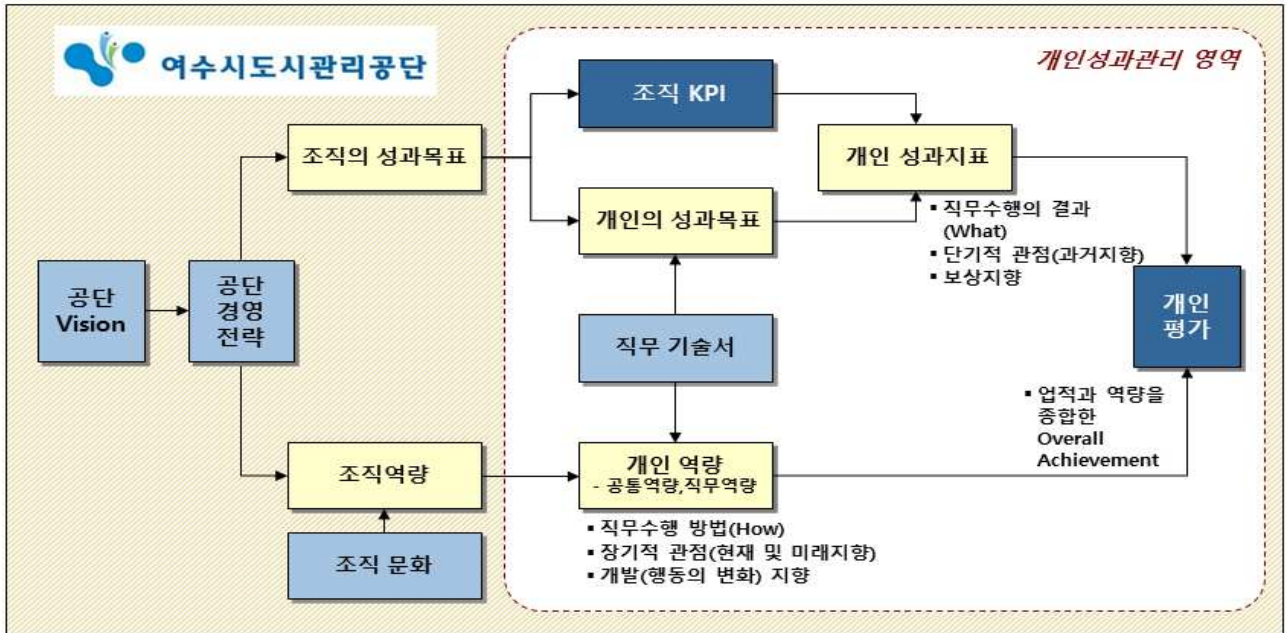 여수시도시관리공단
개인성과관리 영역
조직 KPI
조직의 성과목표
개인 성과지표
개인의 성과목표
▪ 직무수행의 결과
(What)
▪ 단기적 관점(과거지향)
▪ 보상지향
공단
Vision
공단
경영
전략
직무 기술서
개인
평가
▪ 업적과 역량을
종합한
Overall
Achievement
조직역량
개인 역량
- 공통역량,직무역량
▪ 직무수행 방법(How)
▪ 장기적 관점(현재 및 미래지향)
▪ 개발(행동의 변화) 지향
조직 문화